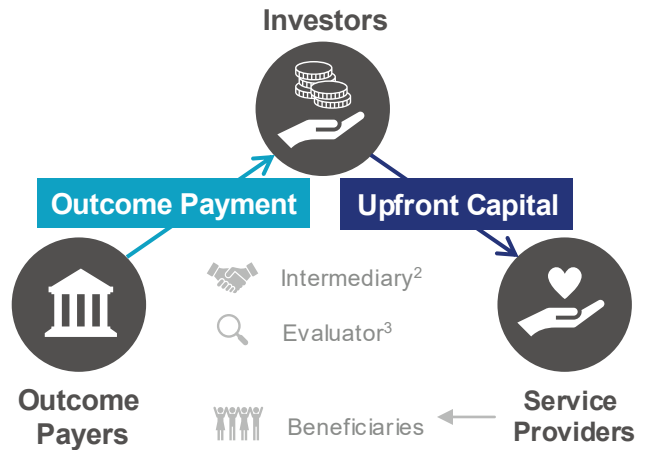 Investors
Outcome Payment
Upfront Capital
Intermediary²
Evaluator³
Outcome
Payers
Beneficiaries
Service
Providers